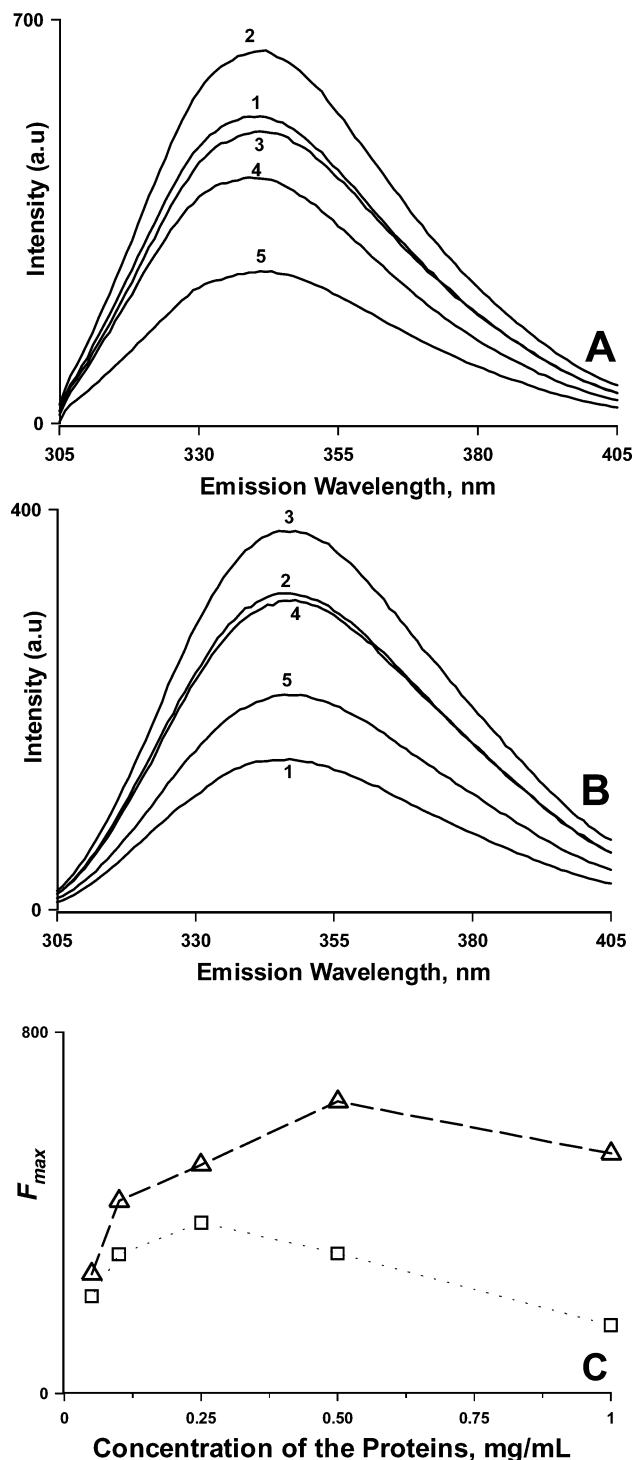 700
2
1
3
4
5
Intensity (a.u)
A
0
305 330 355 380 405
Emission Wavelength, nm
400
3
2
4
5
1
Intensity (a.u)
B
0
305 330 355 380 405
Emission Wavelength, nm
800
Fmax
C
0
0 0.25 0.50 0.75 1
Concentration of the Proteins, mg/mL